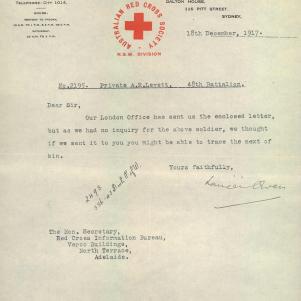 TELEPHONE CITY 1014.
AUSTRALIAN RED CROSS SOCIETY
N.S.W. DIVISION
DALTON HOUSE,
115 PITT STREET,
SYDNEY,
18th December, 1917.
No.2195. Private A.R.Levett, 48th Battalion.
Dear Sir,
Our London Office has sent us the enclosed letter,
but as we had no inquiry for the above soldier, we thought
if we sent it to you you might be able to trace the next of
kin.
Yours faithfully,
The Hon. Secretary,
Red Cross Information Bureau,
Verco Buildings,
North Terrace,
Adelaide.